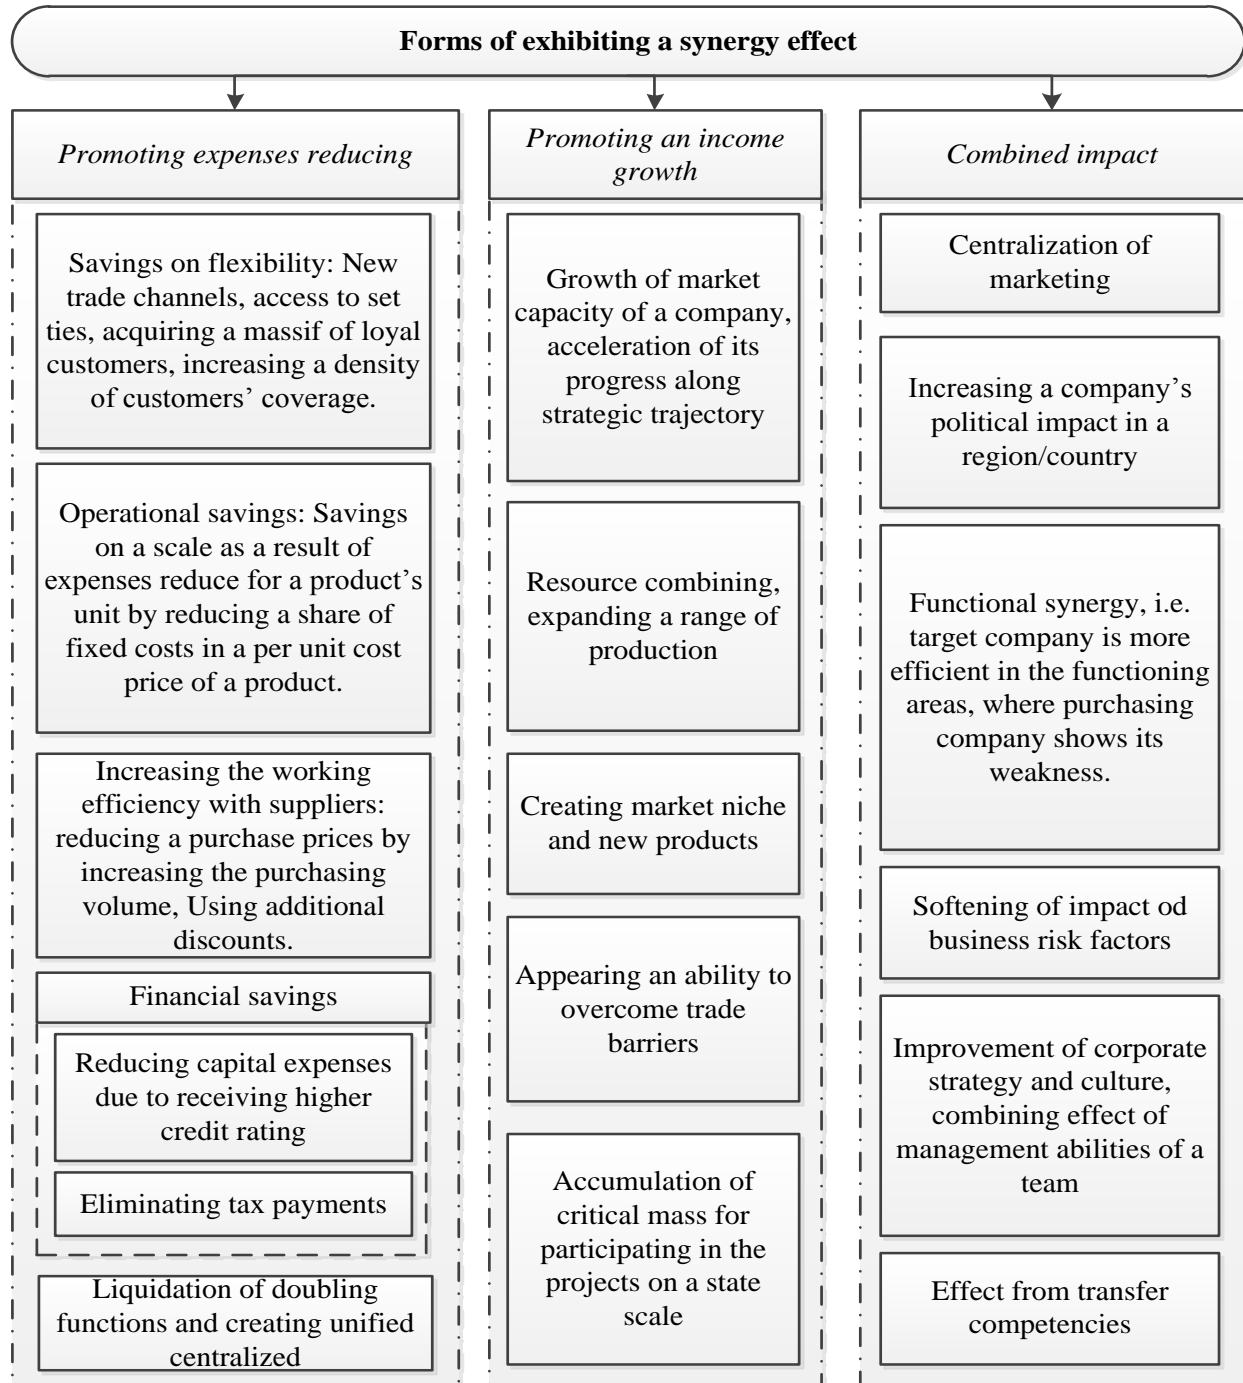 Forms of exhibiting a synergy effect
Promoting expenses reducing
Savings on flexibility: New
trade channels, access to set
ties, acquiring a massif of loyal
customers, increasing a density
of customers’ coverage.
Operational savings: Savings
on a scale as a result of
expenses reduce for a product’s
unit by reducing a share of
fixed costs in a per unit cost
price of a product.
Increasing the working
efficiency with suppliers:
reducing a purchase prices by
increasing the purchasing
volume, Using additional
discounts.
Financial savings
Reducing capital expenses
due to receiving higher
credit rating
Eliminating tax payments
Liquidation of doubling
functions and creating unified
centralized
Promoting an income
growth
Growth of market
capacity of a company,
acceleration of its
progress along
strategic trajectory
Resource combining,
expanding a range of
production
Creating market niche
and new products
Appearing an ability to
overcome trade
barriers
Accumulation of
critical mass for
participating in the
projects on a state
scale
Combined impact
Centralization of
marketing
Increasing a company’s
political impact in a
region/country
Functional synergy, i.e.
target company is more
efficient in the functioning
areas, where purchasing
company shows its
weakness.
Softening of impact od
business risk factors
Improvement of corporate
strategy and culture,
combining effect of
management abilities of a
team
Effect from transfer
competencies